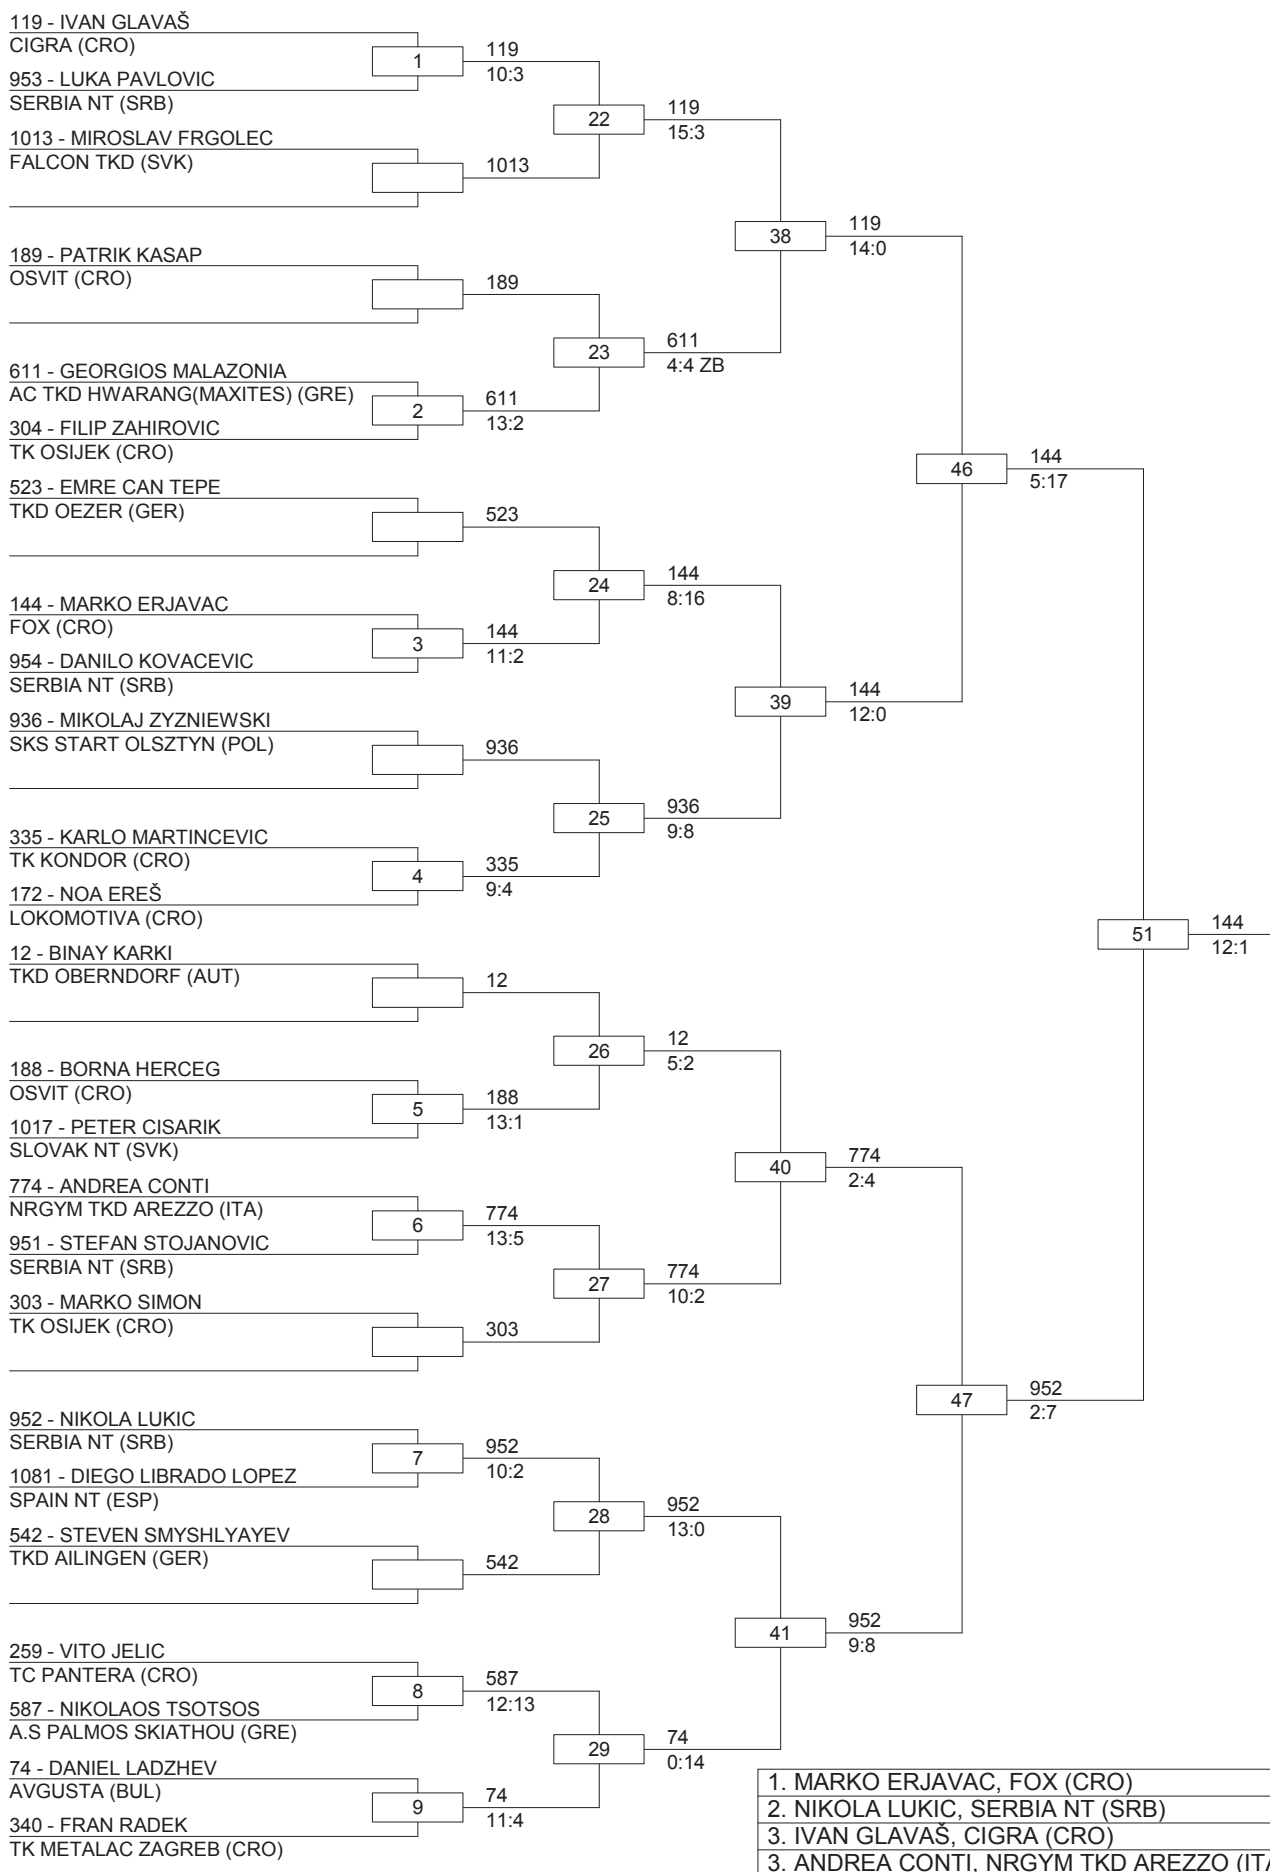 119 - IVAN GLAVAŠ
CIGRA (CRO)
1
119
10:3
953 - LUKA PAVLOVIC
SERBIA NT (SRB)
22
119
15:3
1013 - MIROSLAV FRGOLEC
FALCON TKD (SVK)
1013
38
119
14:0
189 - PATRIK KASAP
OSVIT (CRO)
189
23
611
4:4 ZB
611 - GEORGIOS MALAZONIA
AC TKD HWARANG(MAXITES) (GRE)
2
611
13:2
304 - FILIP ZAHIROVIC
TK OSIJEK (CRO)
46
144
5:17
523 - EMRE CAN TEPE
TKD OEZER (GER)
523
24
144
8:16
144 - MARKO ERJAVAC
FOX (CRO)
3
144
11:2
954 - DANILO KOVACEVIC
SERBIA NT (SRB)
39
144
12:0
936 - MIKOLAJ ZYZNIEWSKI
SKS START OLSZTYN (POL)
936
25
936
9:8
335 - KARLO MARTINCEVIC
TK KONDOR (CRO)
4
335
9:4
172 - NOA EREŠ
LOKOMOTIVA (CRO)
51
144
12:1
12 - BINAY KARKI
TKD OBERNDORF (AUT)
12
26
12
5:2
188 - BORNA HERCEG
OSVIT (CRO)
5
188
13:1
1017 - PETER CISARIK
SLOVAK NT (SVK)
40
774
2:4
774 - ANDREA CONTI
NRGYM TKD AREZZO (ITA)
6
774
13:5
951 - STEFAN STOJANOVIC
SERBIA NT (SRB)
27
774
10:2
303 - MARKO SIMON
TK OSIJEK (CRO)
303
47
952
2:7
952 - NIKOLA LUKIC
SERBIA NT (SRB)
7
952
10:2
1081 - DIEGO LIBRADO LOPEZ
SPAIN NT (ESP)
28
952
13:0
542 - STEVEN SMYSHLYAYEV
TKD AILINGEN (GER)
542
41
952
9:8
259 - VITO JELIC
TC PANTERA (CRO)
8
587
12:13
587 - NIKOLAOS TSOTSOS
A.S PALMOS SKIATHOU (GRE)
29
74
0:14
74 - DANIEL LADZHEV
AVGUSTA (BUL)
9
74
11:4
340 - FRAN RADEK
TK METALAC ZAGREB (CRO)
1. MARKO ERJAVAC, FOX (CRO)
2. NIKOLA LUKIC, SERBIA NT (SRB)
3. IVAN GLAVAŠ, CIGRA (CRO)
3. ANDREA CONTI, NRGYM TKD AREZZO (ITA